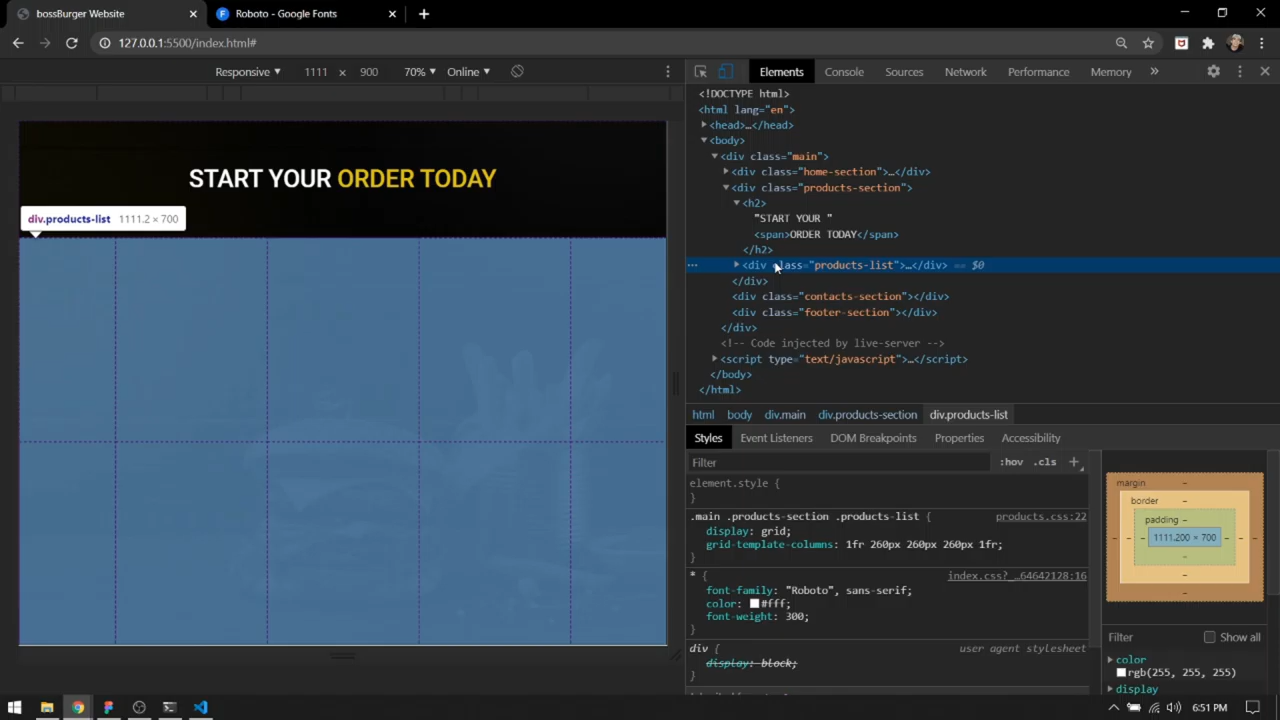 bossBurger Website
Roboto - Google Fonts
127.0.0.1:5500/index.html#
Responsive
1111 × 900
70%
Online
START YOUR ORDER TODAY
div.products-list 1111.2 × 700
Elements
Console
Sources
Network
Performance
Memory
<!DOCTYPE html>
<html lang="en">
<head>…</head>
<body>
<div class="main">
<div class="home-section">…</div>
<div class="products-section">
<h2>
"START YOUR "
<span>ORDER TODAY</span>
</h2>
<div class="products-list">…</div> == $0
</div>
<div class="contacts-section"></div>
<div class="footer-section"></div>
</div>
<!-- Code injected by live-server -->
<script type="text/javascript">…</script>
</body>
</html>
html body div.main div.products-section div.products-list
Styles Event Listeners DOM Breakpoints Properties Accessibility
Filter
:hov .cls +
element.style {
}
.main .products-section .products-list { products.css:22
display: grid;
grid-template-columns: 1fr 260px 260px 260px 1fr;
}
* { index.css?_…64642128:16
font-family: "Roboto", sans-serif;
color: #fff;
font-weight: 300;
}
div { user agent stylesheet
display: block;
}
margin –
border –
padding –
1111.200 × 700
Filter Show all
color
rgb(255, 255, 255)
display
6:51 PM